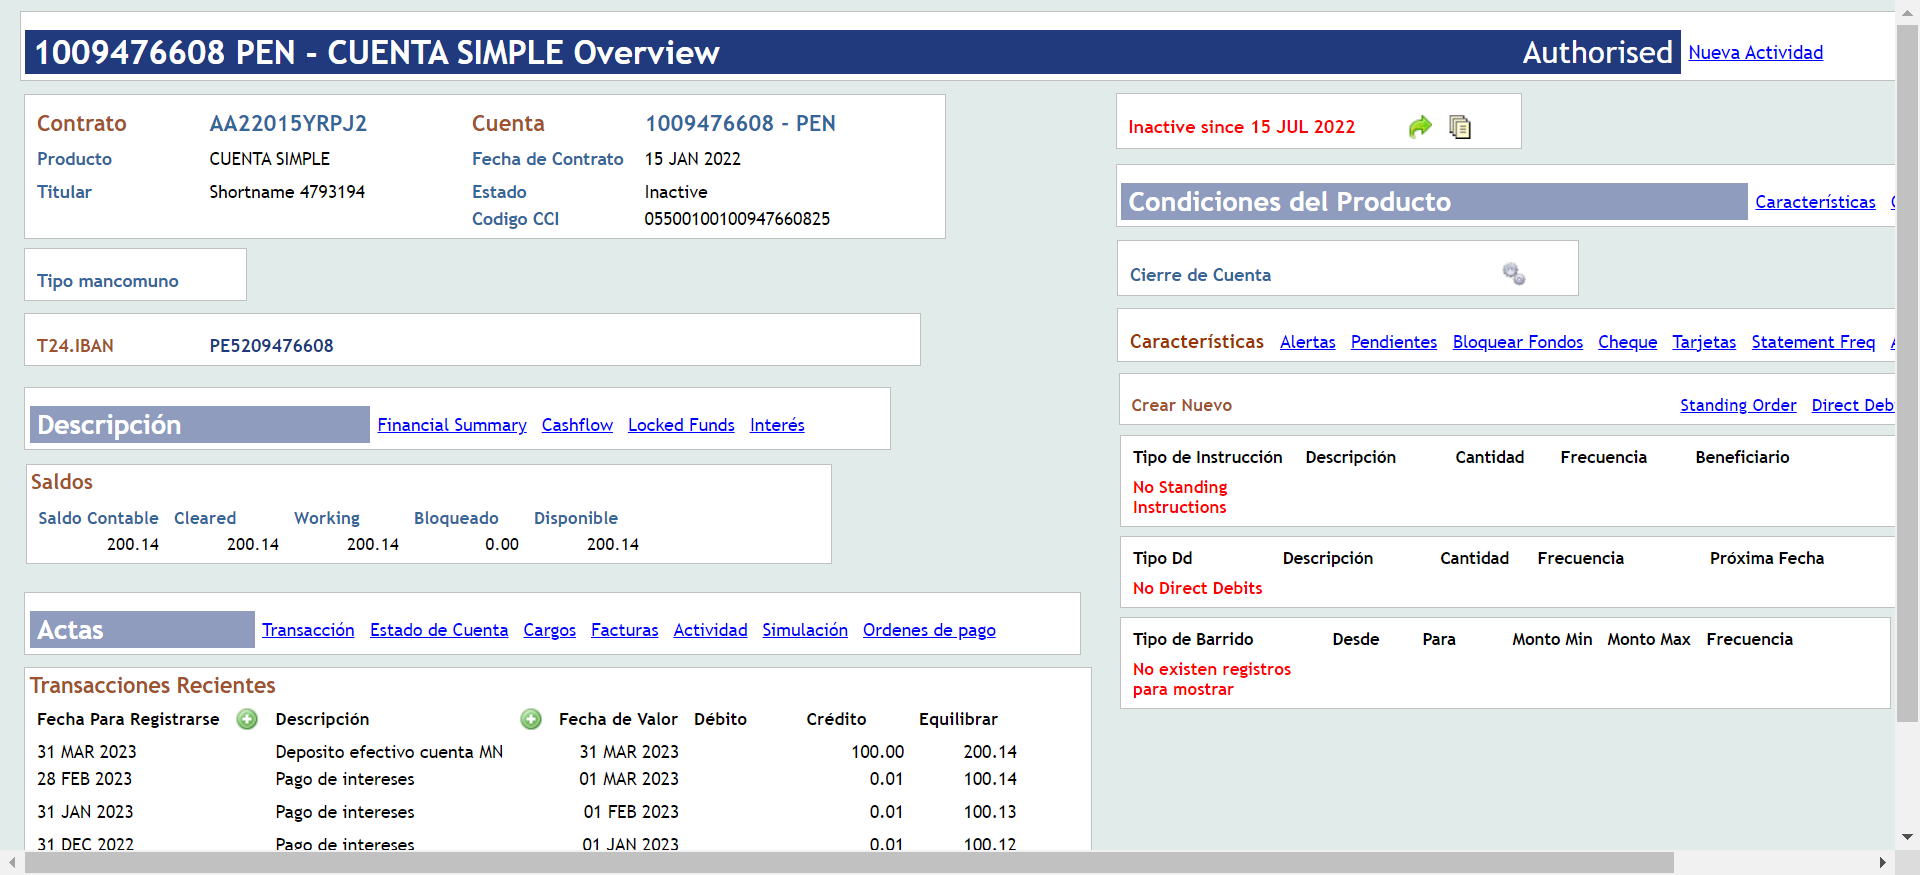 1009476608 PEN - CUENTA SIMPLE Overview Authorised Nueva Actividad
Contrato AA22015YRPJ2 Cuenta 1009476608 - PEN
Producto CUENTA SIMPLE Fecha de Contrato 15 JAN 2022
Titular Shortname 4793194 Estado Inactive
Codigo CCI 05500100100947660825
Tipo mancomuno
T24.IBAN PE5209476608
Descripción Financial Summary Cashflow Locked Funds Interés
Saldos
Saldo Contable Cleared Working Bloqueado Disponible
200.14 200.14 200.14 0.00 200.14
Actas Transacción Estado de Cuenta Cargos Facturas Actividad Simulación Ordenes de pago
Transacciones Recientes
Fecha Para Registrarse Descripción Fecha de Valor Débito Crédito Equilibrar
31 MAR 2023 Deposito efectivo cuenta MN 31 MAR 2023 100.00 200.14
28 FEB 2023 Pago de intereses 01 MAR 2023 0.01 100.14
31 JAN 2023 Pago de intereses 01 FEB 2023 0.01 100.13
31 DEC 2022 Pago de intereses 01 JAN 2023 0.01 100.12
Inactive since 15 JUL 2022
Condiciones del Producto Características
Cierre de Cuenta
Características Alertas Pendientes Bloquear Fondos Cheque Tarjetas Statement Freq
Crear Nuevo Standing Order Direct Deb
Tipo de Instrucción Descripción Cantidad Frecuencia Beneficiario
No Standing
Instructions
Tipo Dd Descripción Cantidad Frecuencia Próxima Fecha
No Direct Debits
Tipo de Barrido Desde Para Monto Min Monto Max Frecuencia
No existen registros
para mostrar